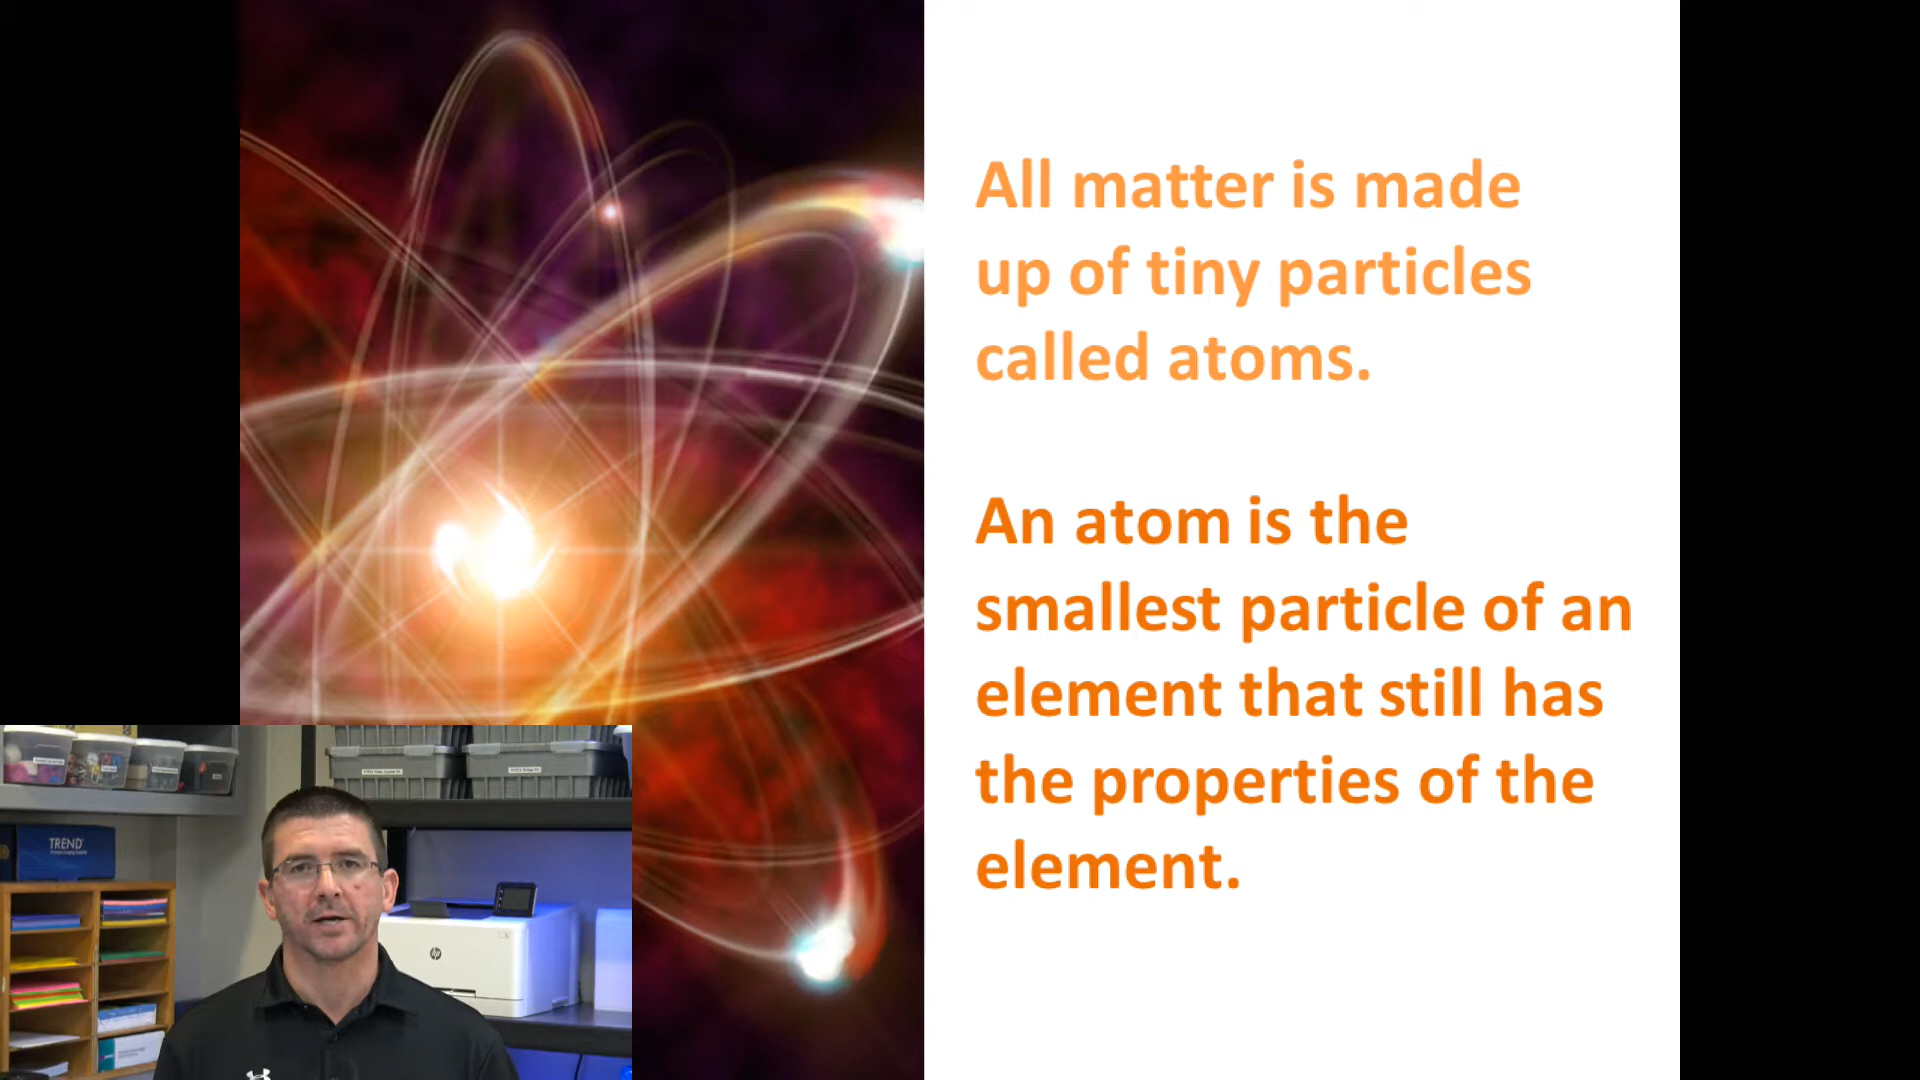 All matter is made
up of tiny particles
called atoms.
An atom is the
smallest particle of an
element that still has
the properties of the
element.
TREND
hp